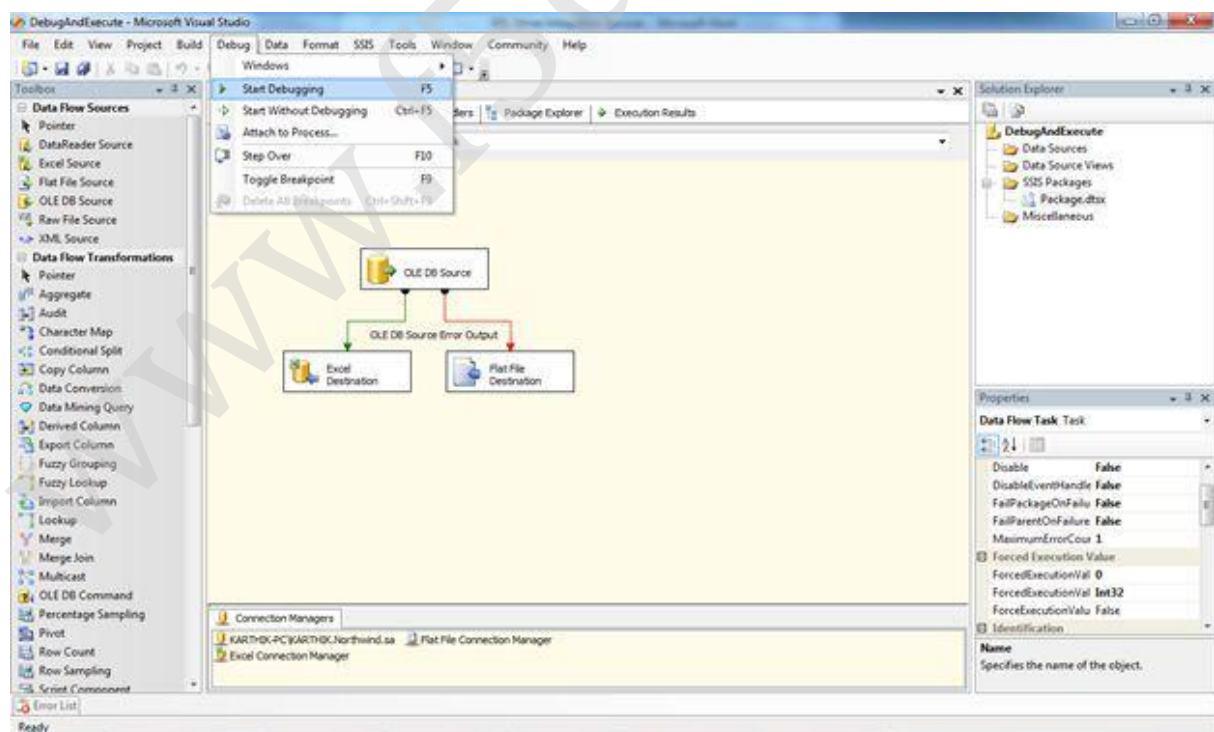 DebugAndExecute - Microsoft Visual Studio
File Edit View Project Build Debug Data Format SSIS Tools Window Community Help
Windows
Start Debugging F5
Start Without Debugging Ctrl+F5
Attach to Process...
Step Over F10
Toggle Breakpoint F9
Delete All Breakpoints Ctrl+Shift+F9
Package Explorer Execution Results
Toolbox
Data Flow Sources
Pointer
DataReader Source
Excel Source
Flat File Source
OLE DB Source
Raw File Source
XML Source
Data Flow Transformations
Pointer
Aggregate
Audit
Character Map
Conditional Split
Copy Column
Data Conversion
Data Mining Query
Derived Column
Export Column
Fuzzy Grouping
Fuzzy Lookup
Import Column
Lookup
Merge
Merge Join
Multicast
OLE DB Command
Percentage Sampling
Pivot
Row Count
Row Sampling
Script Component
OLE DB Source
OLE DB Source Error Output
Excel
Destination
Flat File
Destination
Connection Managers
KARTHIK-PC\KARTHIK.Northwind.sa Flat File Connection Manager
Excel Connection Manager
Solution Explorer
DebugAndExecute
Data Sources
Data Source Views
SSIS Packages
Package.dtsx
Miscellaneous
Properties
Data Flow Task Task
Disable False
DisableEventHandle False
FailPackageOnFailu False
FailParentOnFailure False
MaximumErrorCour 1
Forced Execution Value
ForcedExecutionVal 0
ForcedExecutionVal Int32
ForceExecutionValu False
Identification
Name
Specifies the name of the object.
Error List
Ready